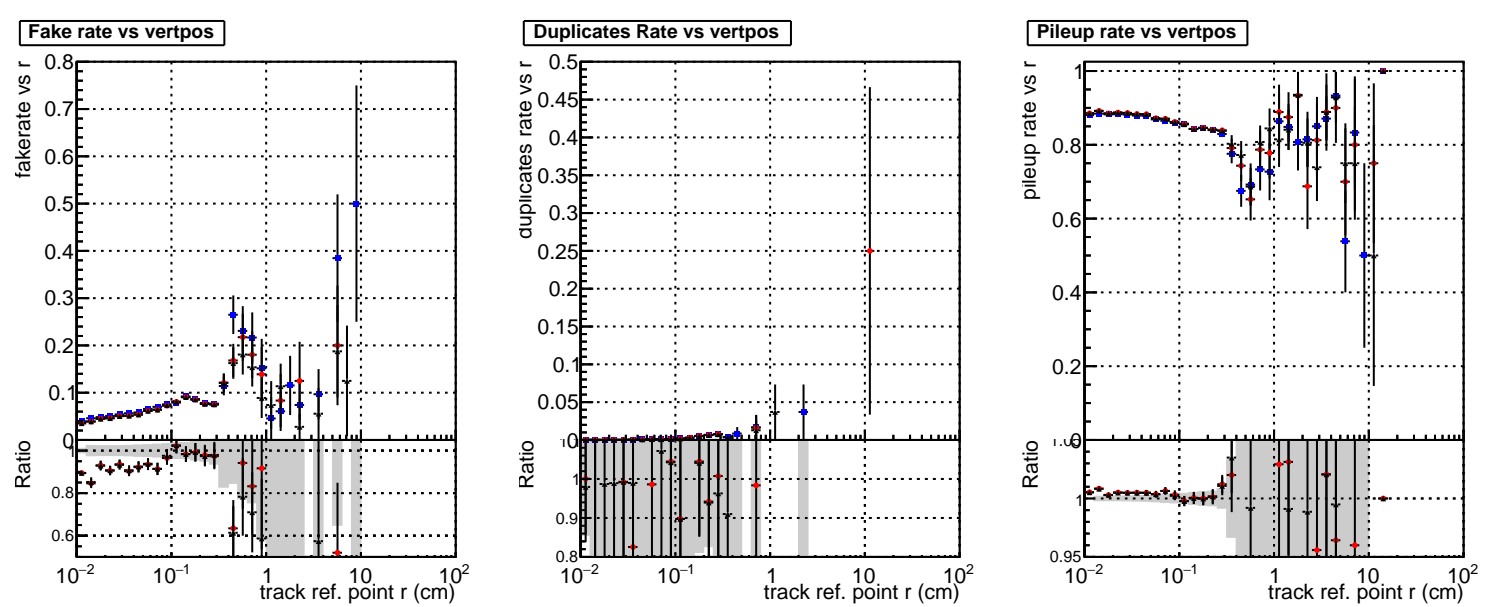 Fake rate vs vertpos
fakerate vs r
0.8
0.7
0.6
0.5
0.4
0.3
0.2
0.1
0
Ratio
1
0.8
0.6
10⁻² 10⁻¹ 1 10 10²
track ref. point r (cm)
Duplicates Rate vs vertpos
duplicates rate vs r
0.5
0.45
0.4
0.35
0.3
0.25
0.2
0.15
0.1
0.05
Ratio
1
0.9
0.8
10⁻² 10⁻¹ 1 10 10²
track ref. point r (cm)
Pileup rate vs vertpos
pileup rate vs r
1
0.8
0.6
0.4
0.2
Ratio
1
0.95
10⁻² 10⁻¹ 1 10 10²
track ref. point r (cm)